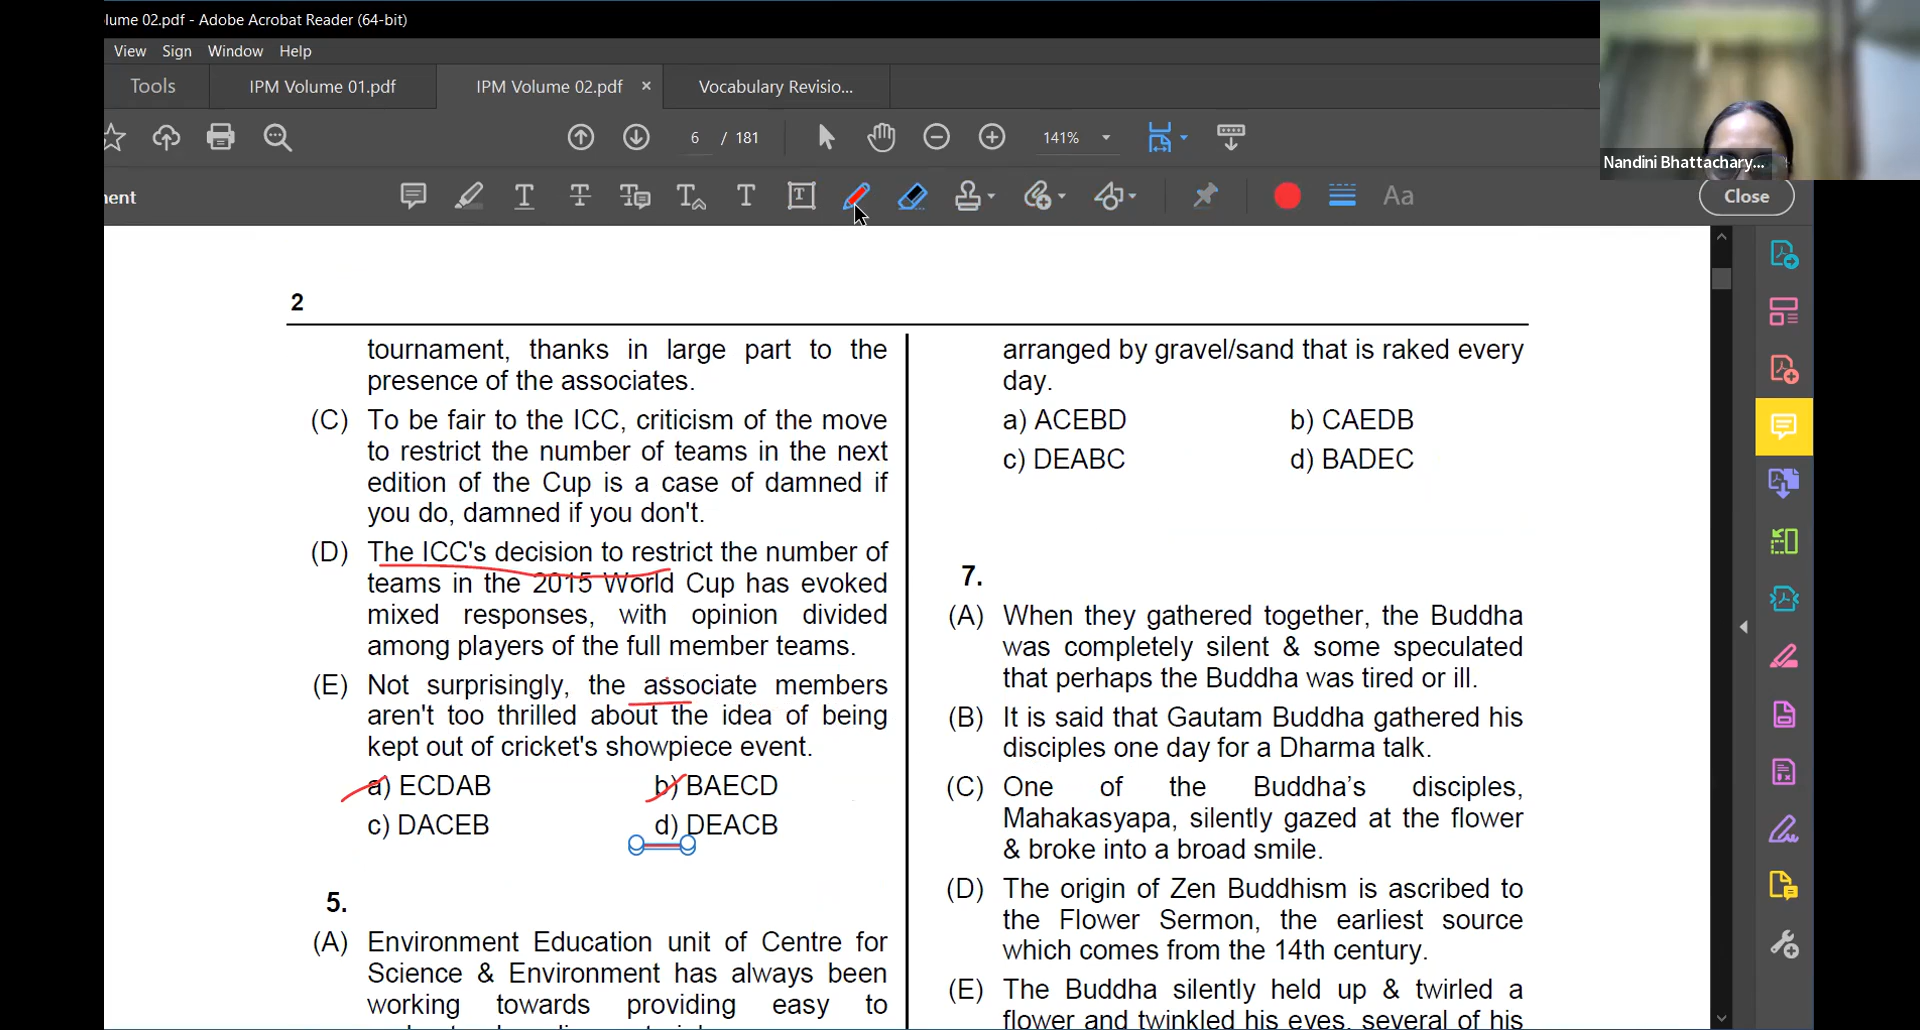 lume 02.pdf - Adobe Acrobat Reader (64-bit)
View Sign Window Help
Tools IPM Volume 01.pdf IPM Volume 02.pdf × Vocabulary Revisio...
6 / 181 141%
ment Aa Close
Nandini Bhattachary...
2
tournament, thanks in large part to the
presence of the associates.
(C) To be fair to the ICC, criticism of the move
to restrict the number of teams in the next
edition of the Cup is a case of damned if
you do, damned if you don't.
(D) The ICC's decision to restrict the number of
teams in the 2015 World Cup has evoked
mixed responses, with opinion divided
among players of the full member teams.
(E) Not surprisingly, the associate members
aren't too thrilled about the idea of being
kept out of cricket's showpiece event.
a) ECDAB b) BAECD
c) DACEB d) DEACB
5.
(A) Environment Education unit of Centre for
Science & Environment has always been
working towards providing easy to
arranged by gravel/sand that is raked every
day.
a) ACEBD b) CAEDB
c) DEABC d) BADEC
7.
(A) When they gathered together, the Buddha
was completely silent & some speculated
that perhaps the Buddha was tired or ill.
(B) It is said that Gautam Buddha gathered his
disciples one day for a Dharma talk.
(C) One of the Buddha’s disciples,
Mahakasyapa, silently gazed at the flower
& broke into a broad smile.
(D) The origin of Zen Buddhism is ascribed to
the Flower Sermon, the earliest source
which comes from the 14th century.
(E) The Buddha silently held up & twirled a
flower and twinkled his eyes, several of his